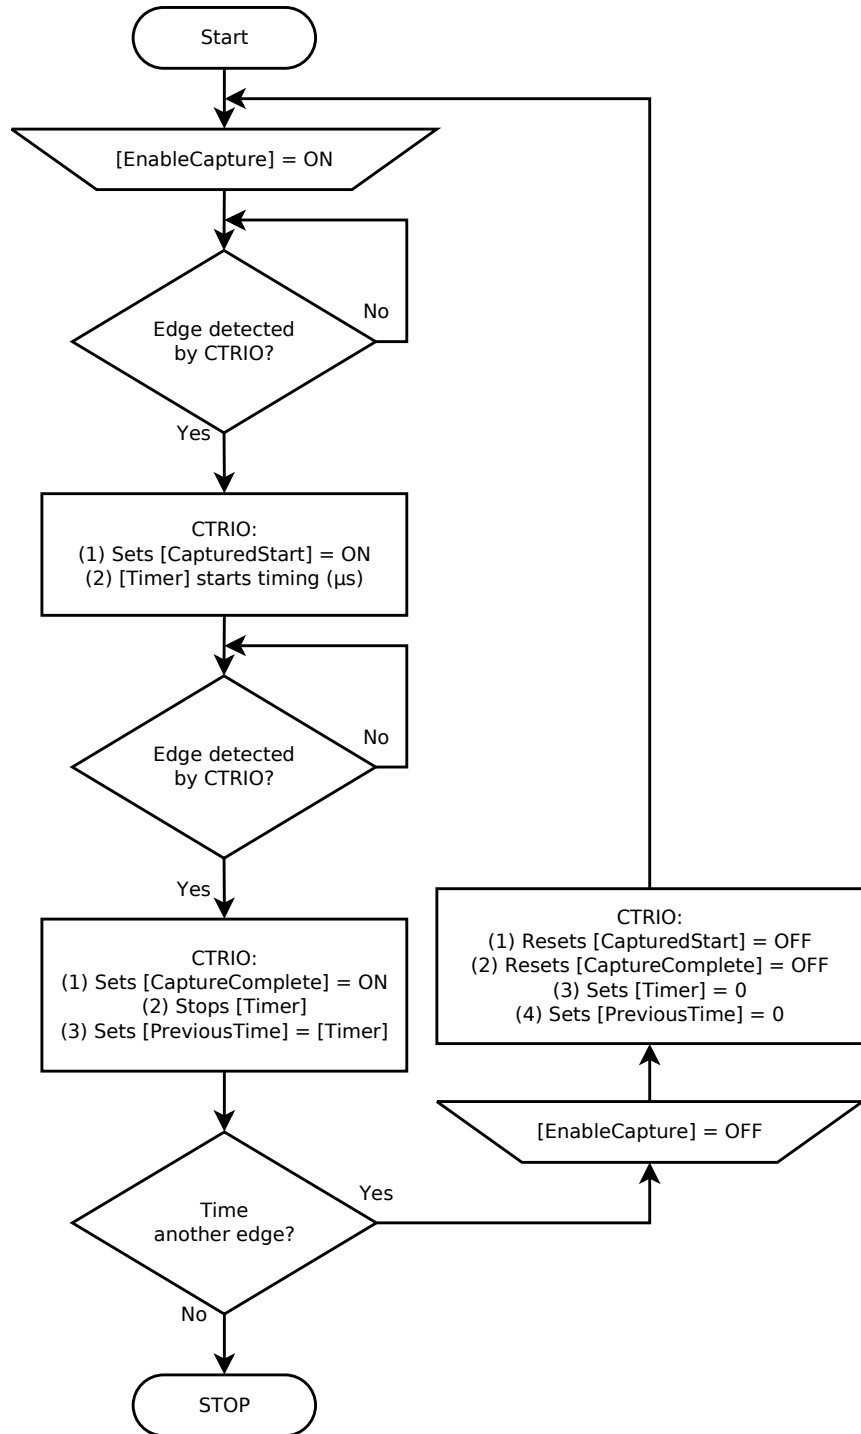 Start
[EnableCapture] = ON
Edge detected
by CTRIO?
No
Yes
CTRIO:
(1) Sets [CapturedStart] = ON
(2) [Timer] starts timing (µs)
Edge detected
by CTRIO?
No
Yes
CTRIO:
(1) Sets [CaptureComplete] = ON
(2) Stops [Timer]
(3) Sets [PreviousTime] = [Timer]
Time
another edge?
Yes
No
STOP
[EnableCapture] = OFF
CTRIO:
(1) Resets [CapturedStart] = OFF
(2) Resets [CaptureComplete] = OFF
(3) Sets [Timer] = 0
(4) Sets [PreviousTime] = 0